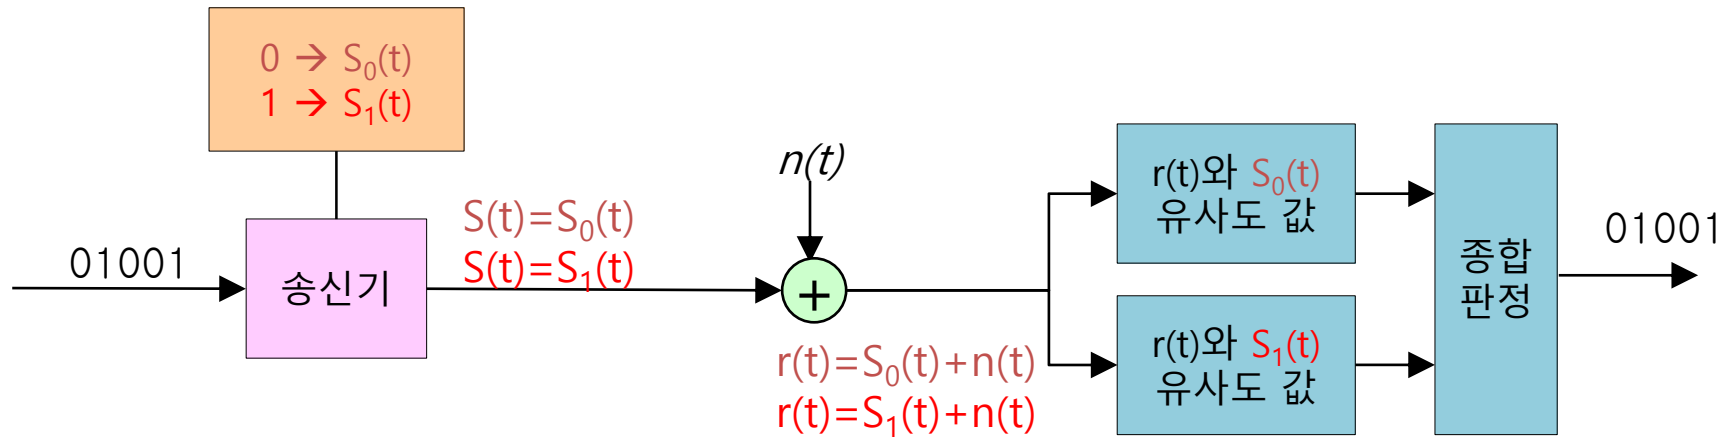 0 → S₀(t)
1 → S₁(t)
01001
송신기
S(t)=S₀(t)
S(t)=S₁(t)
n(t)
+
r(t)=S₀(t)+n(t)
r(t)=S₁(t)+n(t)
r(t)와 S₀(t)
유사도 값
r(t)와 S₁(t)
유사도 값
종합
판정
01001